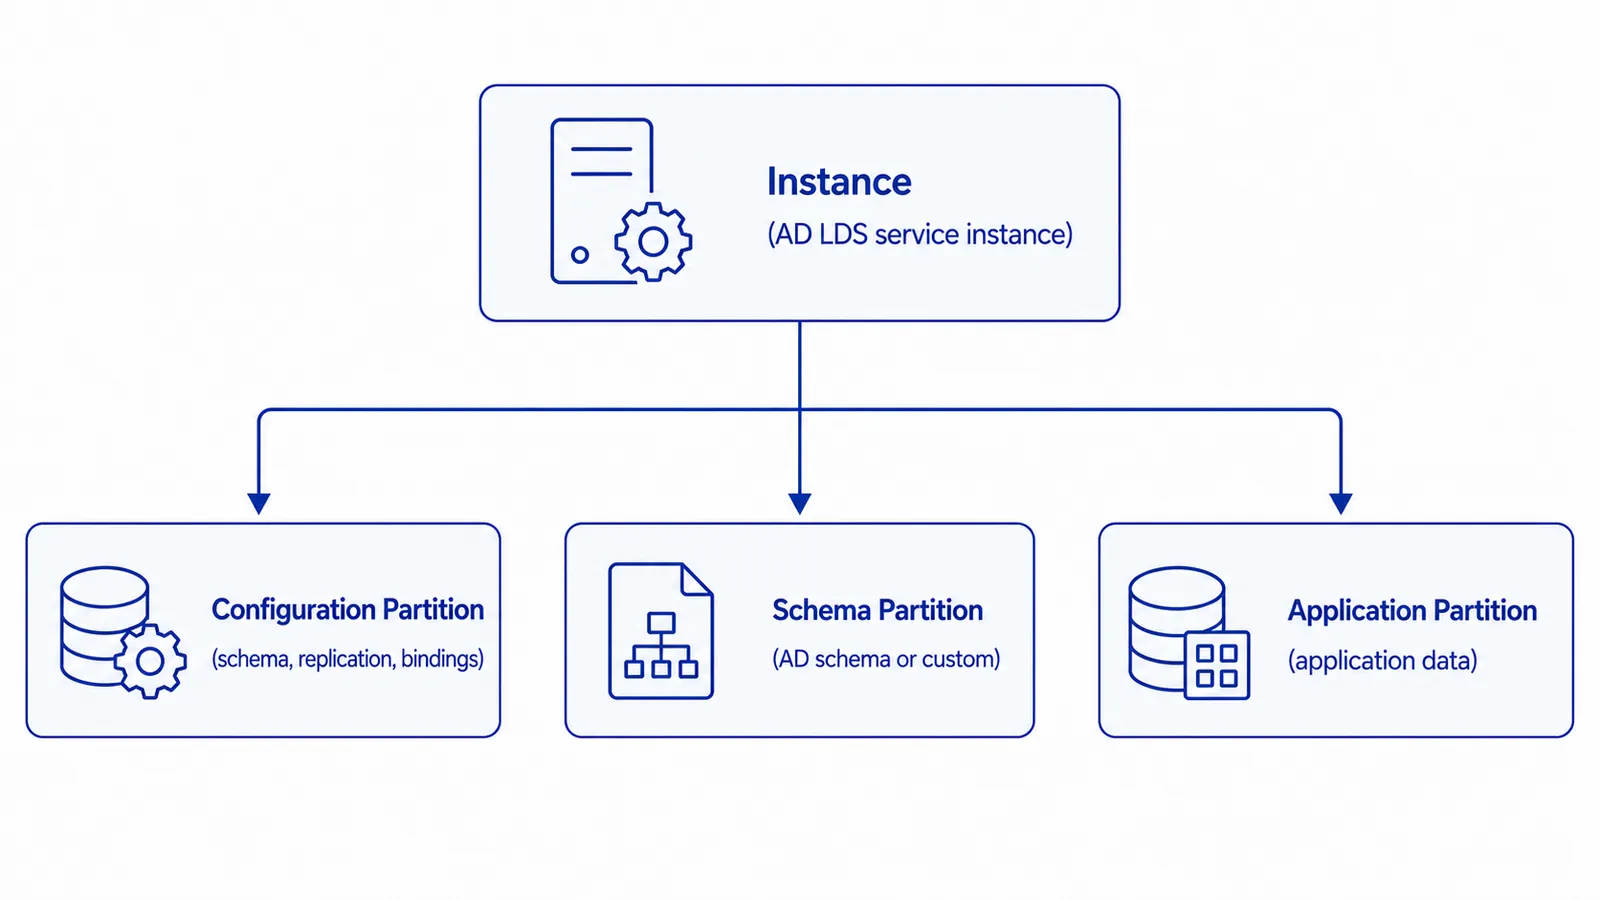 Instance
(AD LDS service instance)
Configuration Partition
(schema, replication, bindings)
Schema Partition
(AD schema or custom)
Application Partition
(application data)